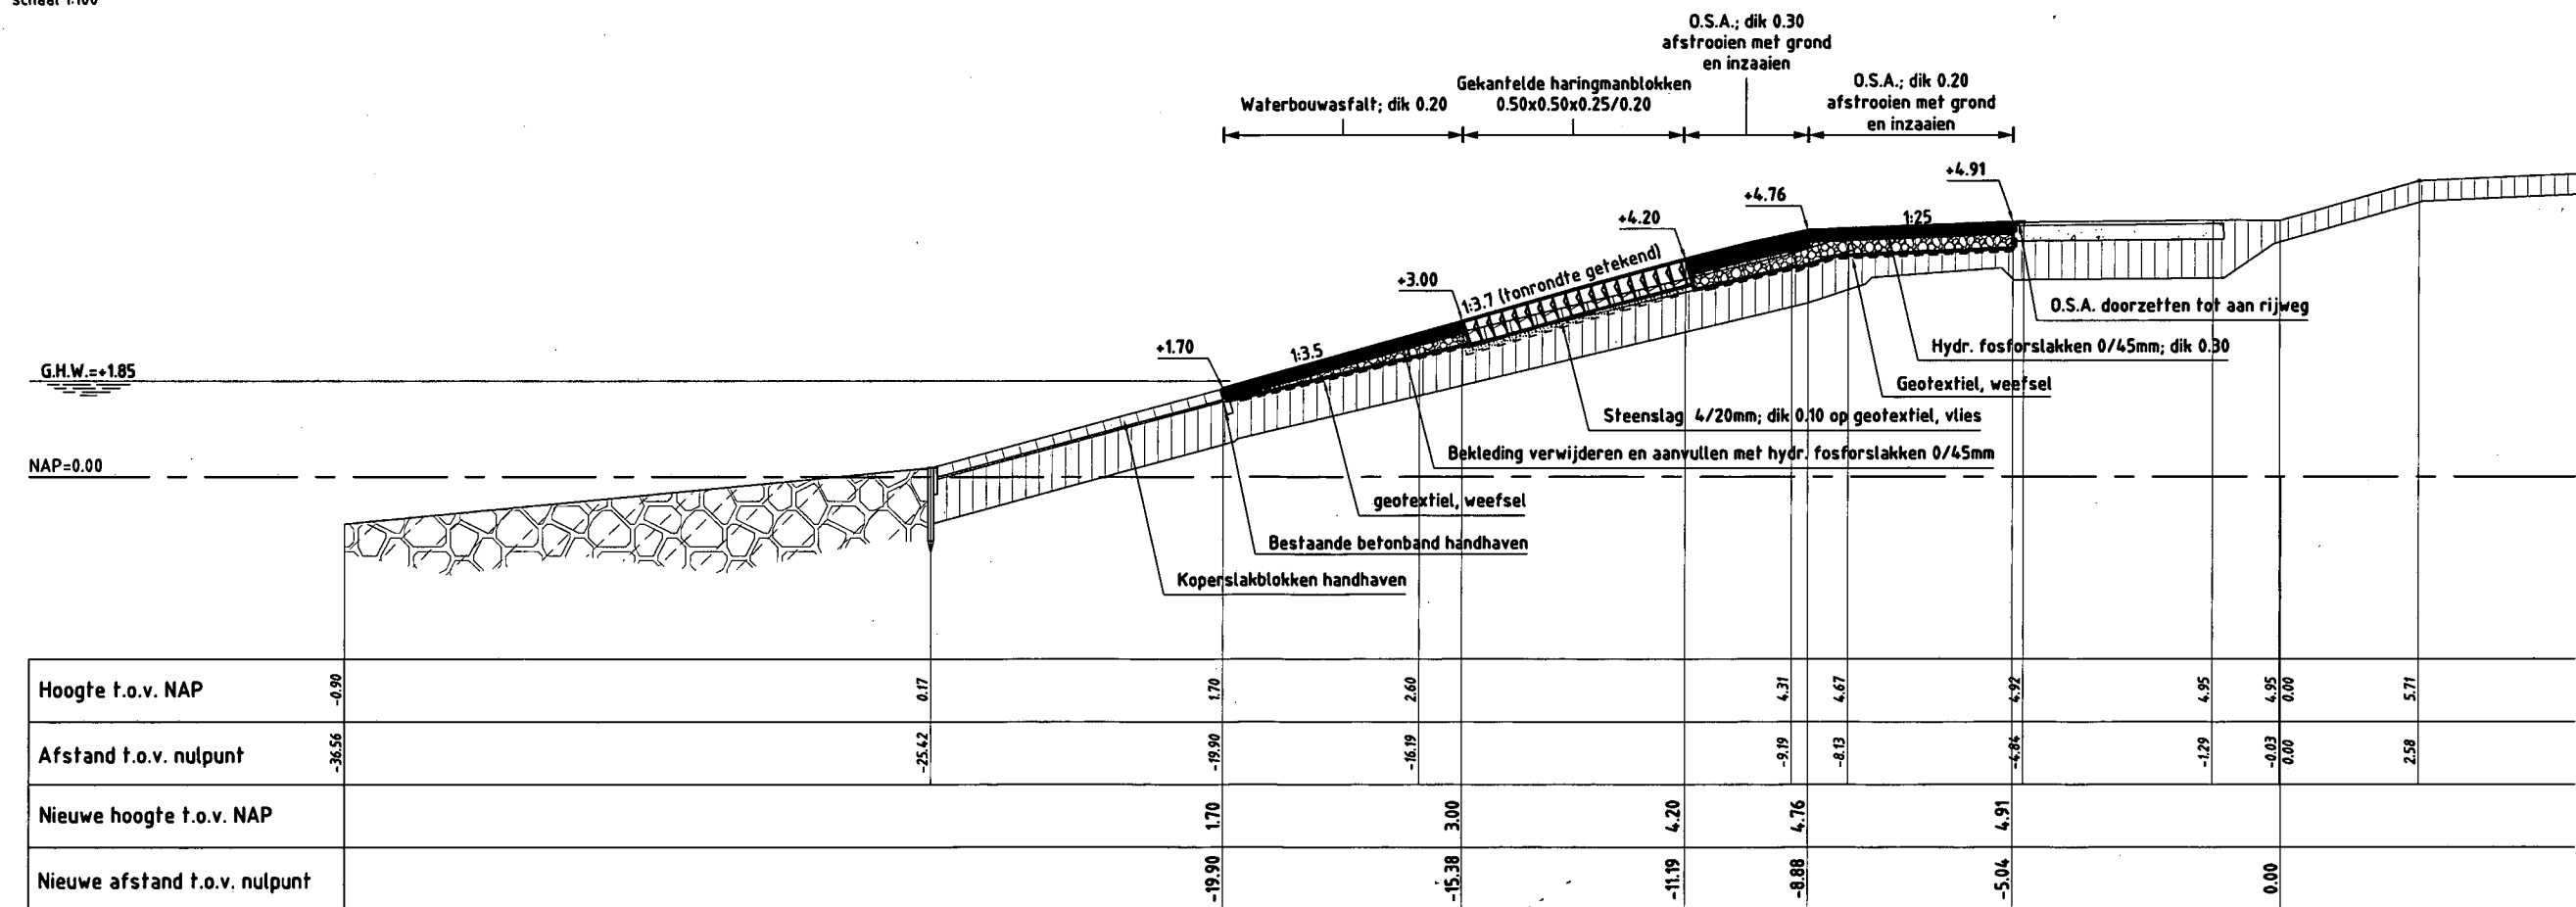 schaal 1:100
O.S.A.; dik 0.30
afstrooien met grond
en inzaaien
Gekantelde haringmanblokken
0.50x0.50x0.25/0.20
O.S.A.; dik 0.20
afstrooien met grond
en inzaaien
Waterbouwasfalt; dik 0.20
+4.91
+4.76
1:25
+4.20
1:3.7 (tonrondte getekend)
+3.00
O.S.A. doorzetten tot aan rijweg
1:3.5
+1.70
Hydr. fosforslakken 0/45mm; dik 0.30
G.H.W.=+1.85
Geotextiel, weefsel
Steenslag 4/20mm; dik 0.10 op geotextiel, vlies
Bekleding verwijderen en aanvullen met hydr. fosforslakken 0/45mm
NAP=0.00
geotextiel, weefsel
Bestaande betonband handhaven
Koperslakblokken handhaven
Hoogte t.o.v. NAP -0.90 0.17 1.70 2.60 4.31 4.67 4.92 4.95 4.95 0.00 5.71
Afstand t.o.v. nulpunt -36.56 -25.42 -19.90 -16.19 -9.19 -8.13 -4.84 -1.29 -0.03 0.00 2.58
Nieuwe hoogte t.o.v. NAP 1.70 3.00 4.20 4.76 4.91
Nieuwe afstand t.o.v. nulpunt -19.90 -15.38 -11.19 -8.88 -5.04 0.00